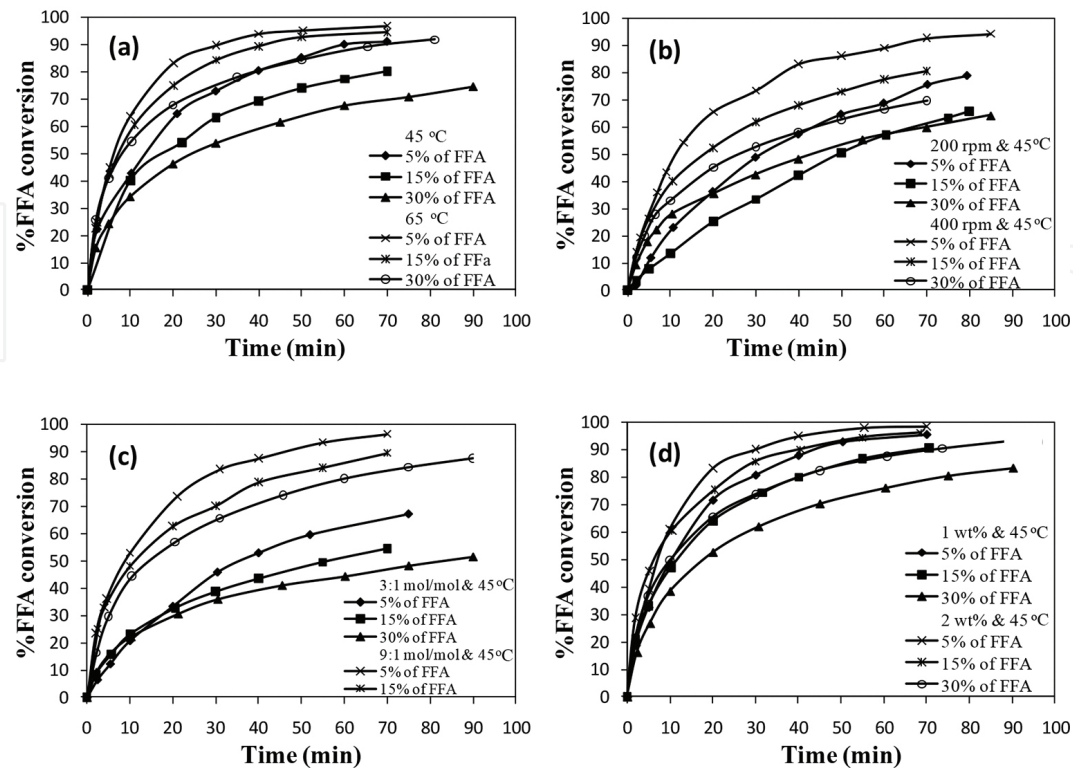 (a)
%FFA conversion
100
90
80
70
60
50
40
30
20
10
0
45 ºC
5% of FFA
15% of FFA
30% of FFA
65 ºC
5% of FFA
15% of FFa
30% of FFA
0 10 20 30 40 50 60 70 80 90 100
Time (min)
(b)
%FFA conversion
100
90
80
70
60
50
40
30
20
10
0
200 rpm & 45ºC
5% of FFA
15% of FFA
30% of FFA
400 rpm & 45ºC
5% of FFA
15% of FFA
30% of FFA
0 10 20 30 40 50 60 70 80 90 100
Time (min)
(c)
%FFA conversion
100
90
80
70
60
50
40
30
20
10
0
3:1 mol/mol & 45ºC
5% of FFA
15% of FFA
30% of FFA
9:1 mol/mol & 45ºC
5% of FFA
15% of FFA
0 10 20 30 40 50 60 70 80 90 100
Time (min)
(d)
%FFA conversion
100
90
80
70
60
50
40
30
20
10
0
1 wt% & 45ºC
5% of FFA
15% of FFA
30% of FFA
2 wt% & 45ºC
5% of FFA
15% of FFA
30% of FFA
0 10 20 30 40 50 60 70 80 90 100
Time (min)